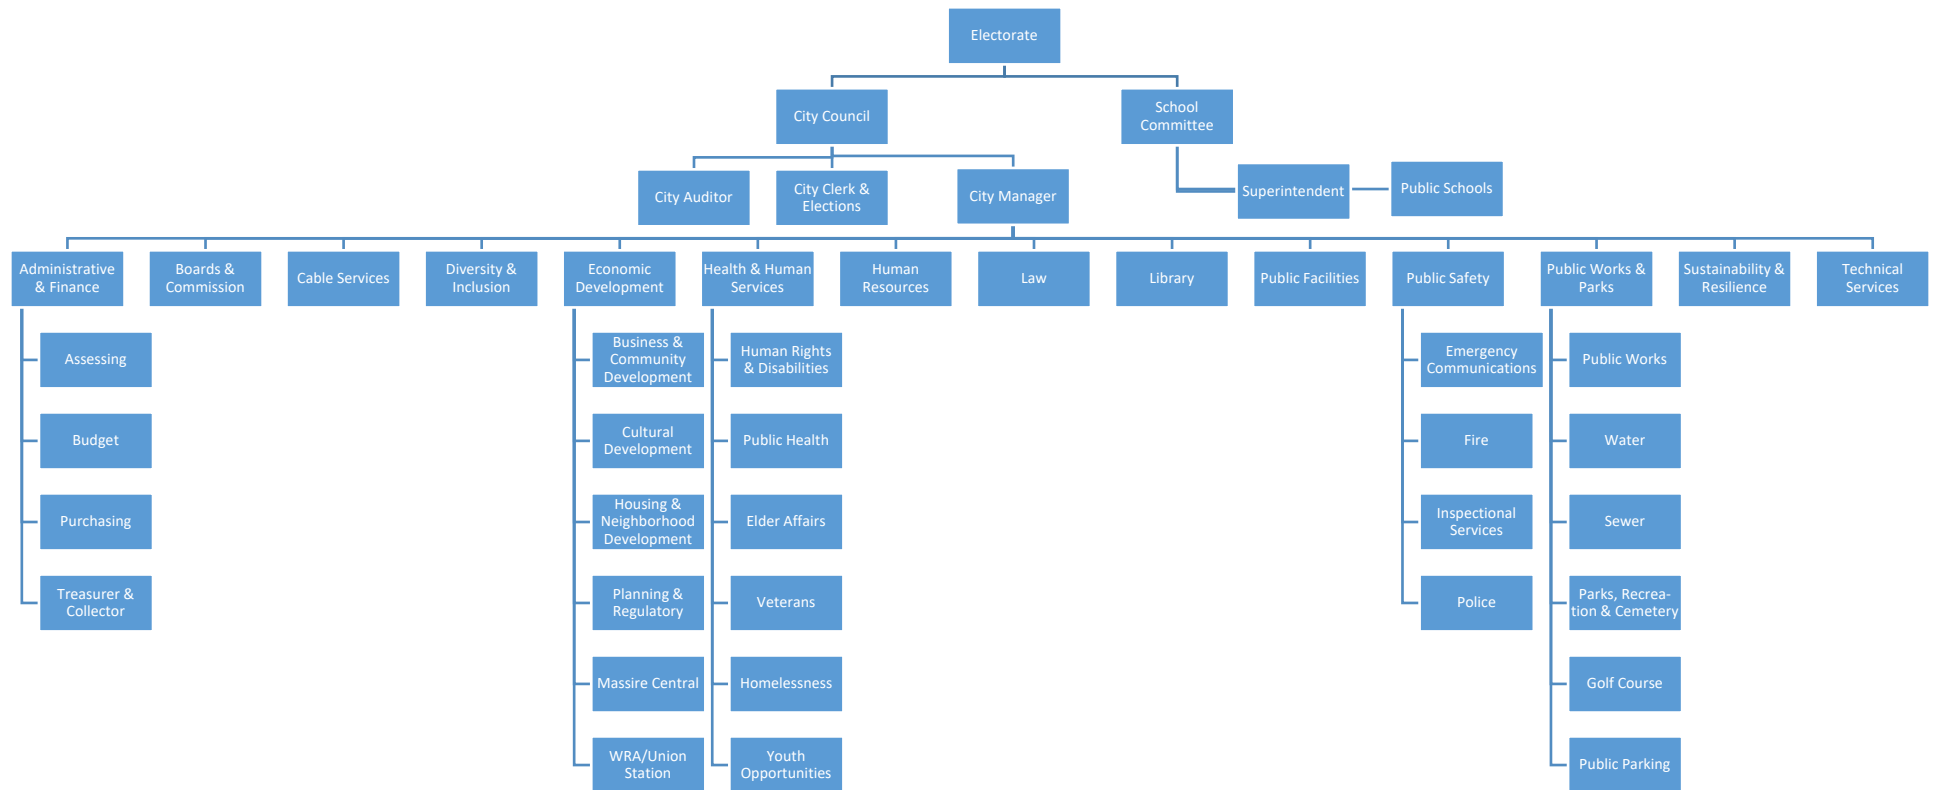 Electorate
City Council
School
Committee
City Auditor
City Clerk &
Elections
City Manager
Superintendent
Public Schools
Administrative
& Finance
Boards &
Commission
Cable Services
Diversity &
Inclusion
Economic
Development
Health & Human
Services
Human
Resources
Law
Library
Public Facilities
Public Safety
Public Works &
Parks
Sustainability &
Resilience
Technical
Services
Assessing
Budget
Purchasing
Treasurer &
Collector
Business &
Community
Development
Cultural
Development
Housing &
Neighborhood
Development
Planning &
Regulatory
Massire Central
WRA/Union
Station
Human Rights
& Disabilities
Public Health
Elder Affairs
Veterans
Homelessness
Youth
Opportunities
Emergency
Communications
Fire
Inspectional
Services
Police
Public Works
Water
Sewer
Parks, Recrea-
tion & Cemetery
Golf Course
Public Parking